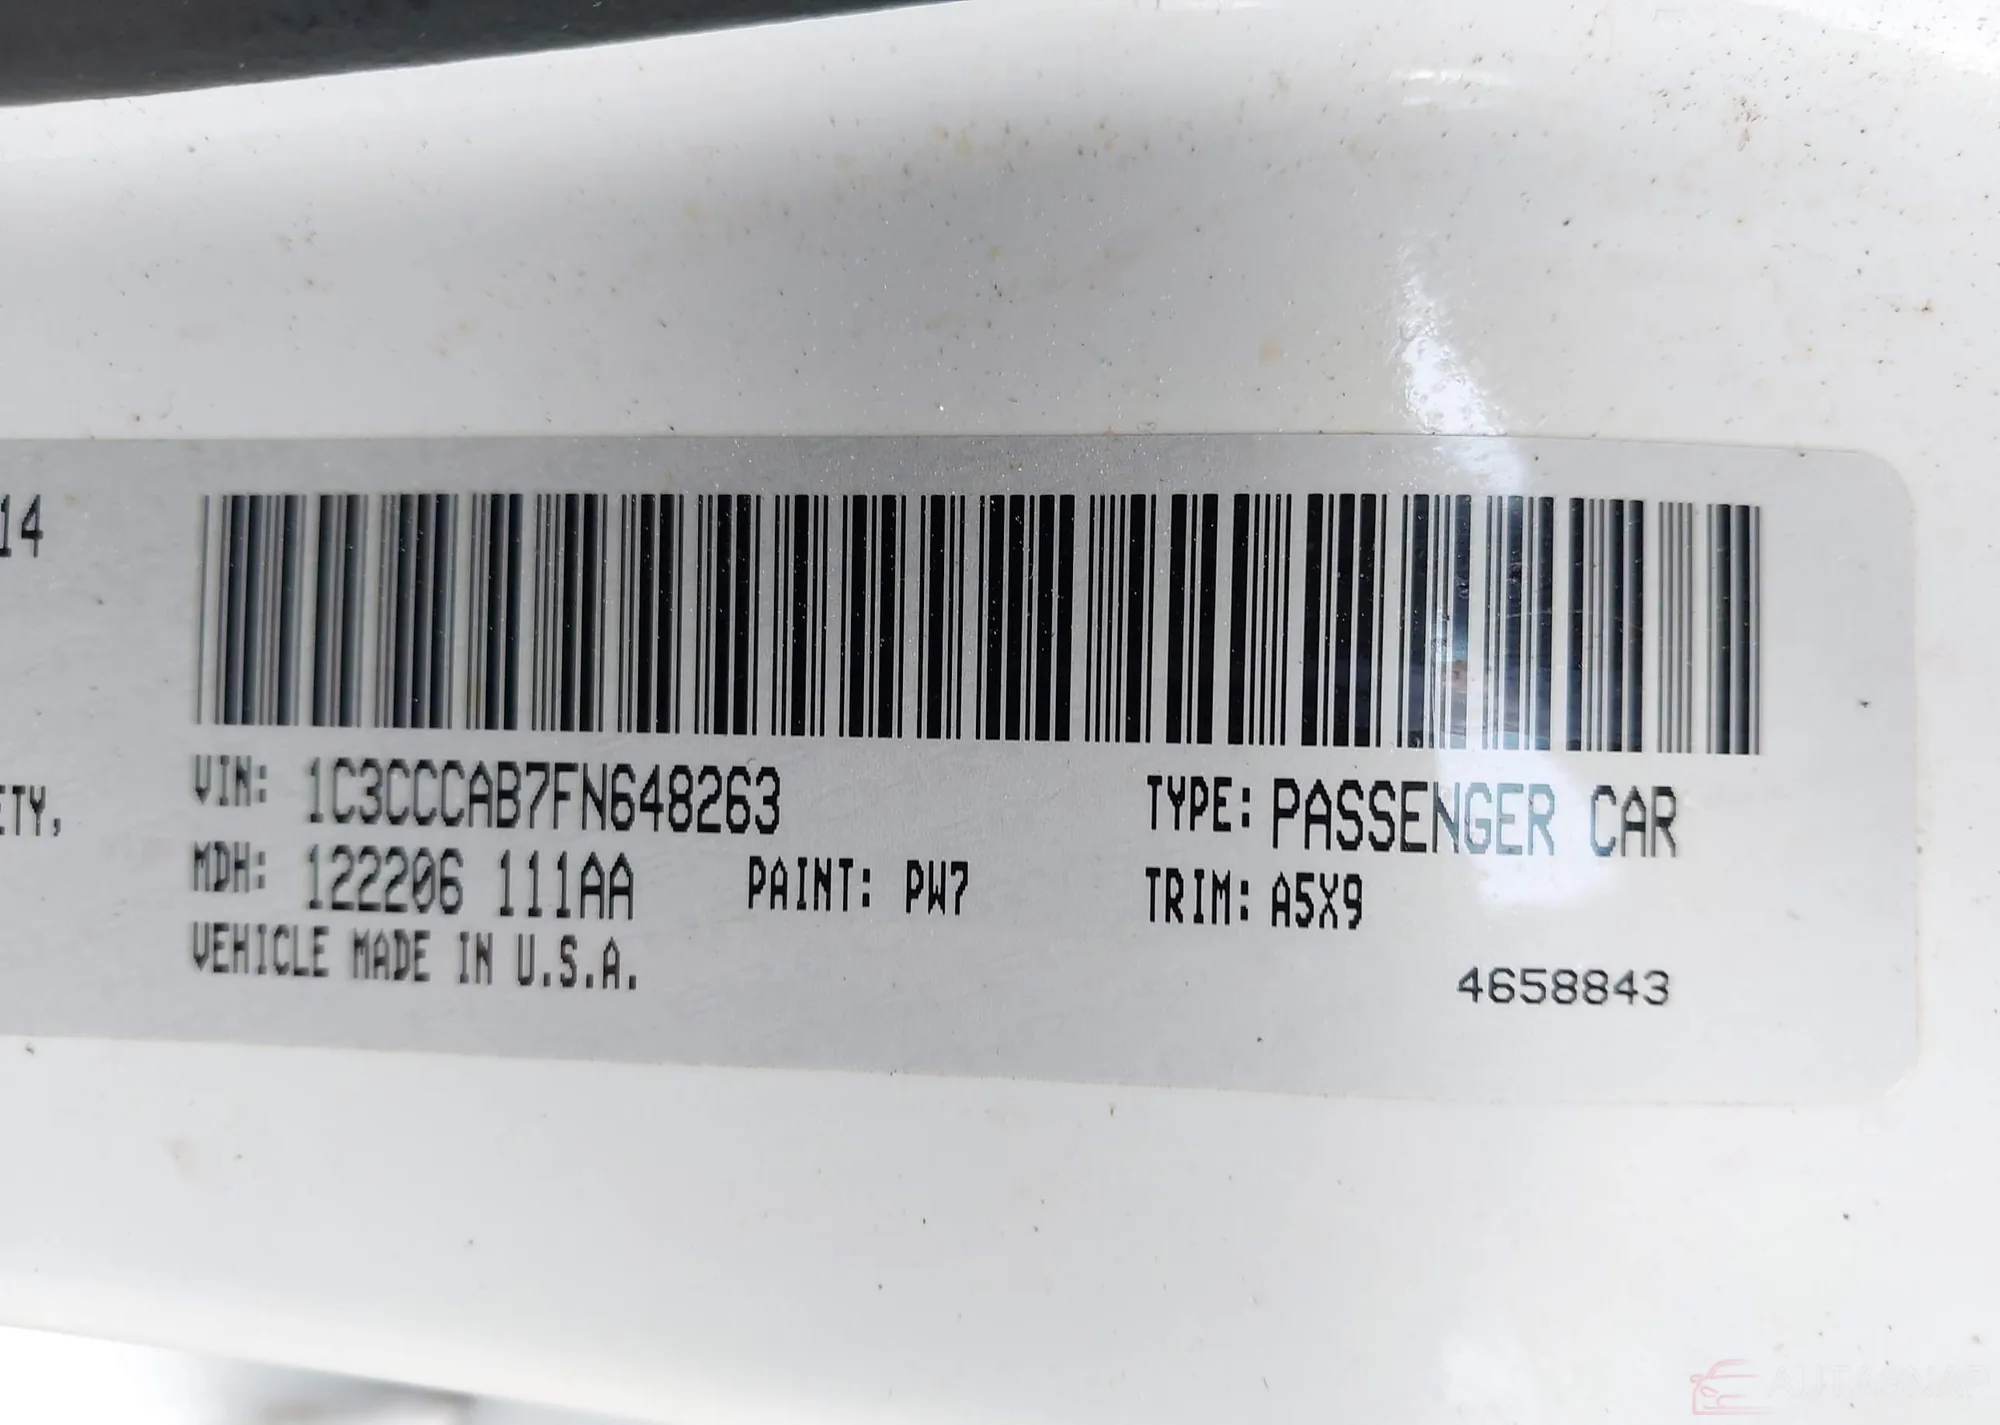 14
ETY,
VIN: 1C3CCCAB7FN648263 TYPE: PASSENGER CAR
MDH: 122206 111AA PAINT: PW7 TRIM: A5X9
VEHICLE MADE IN U.S.A.
4658843